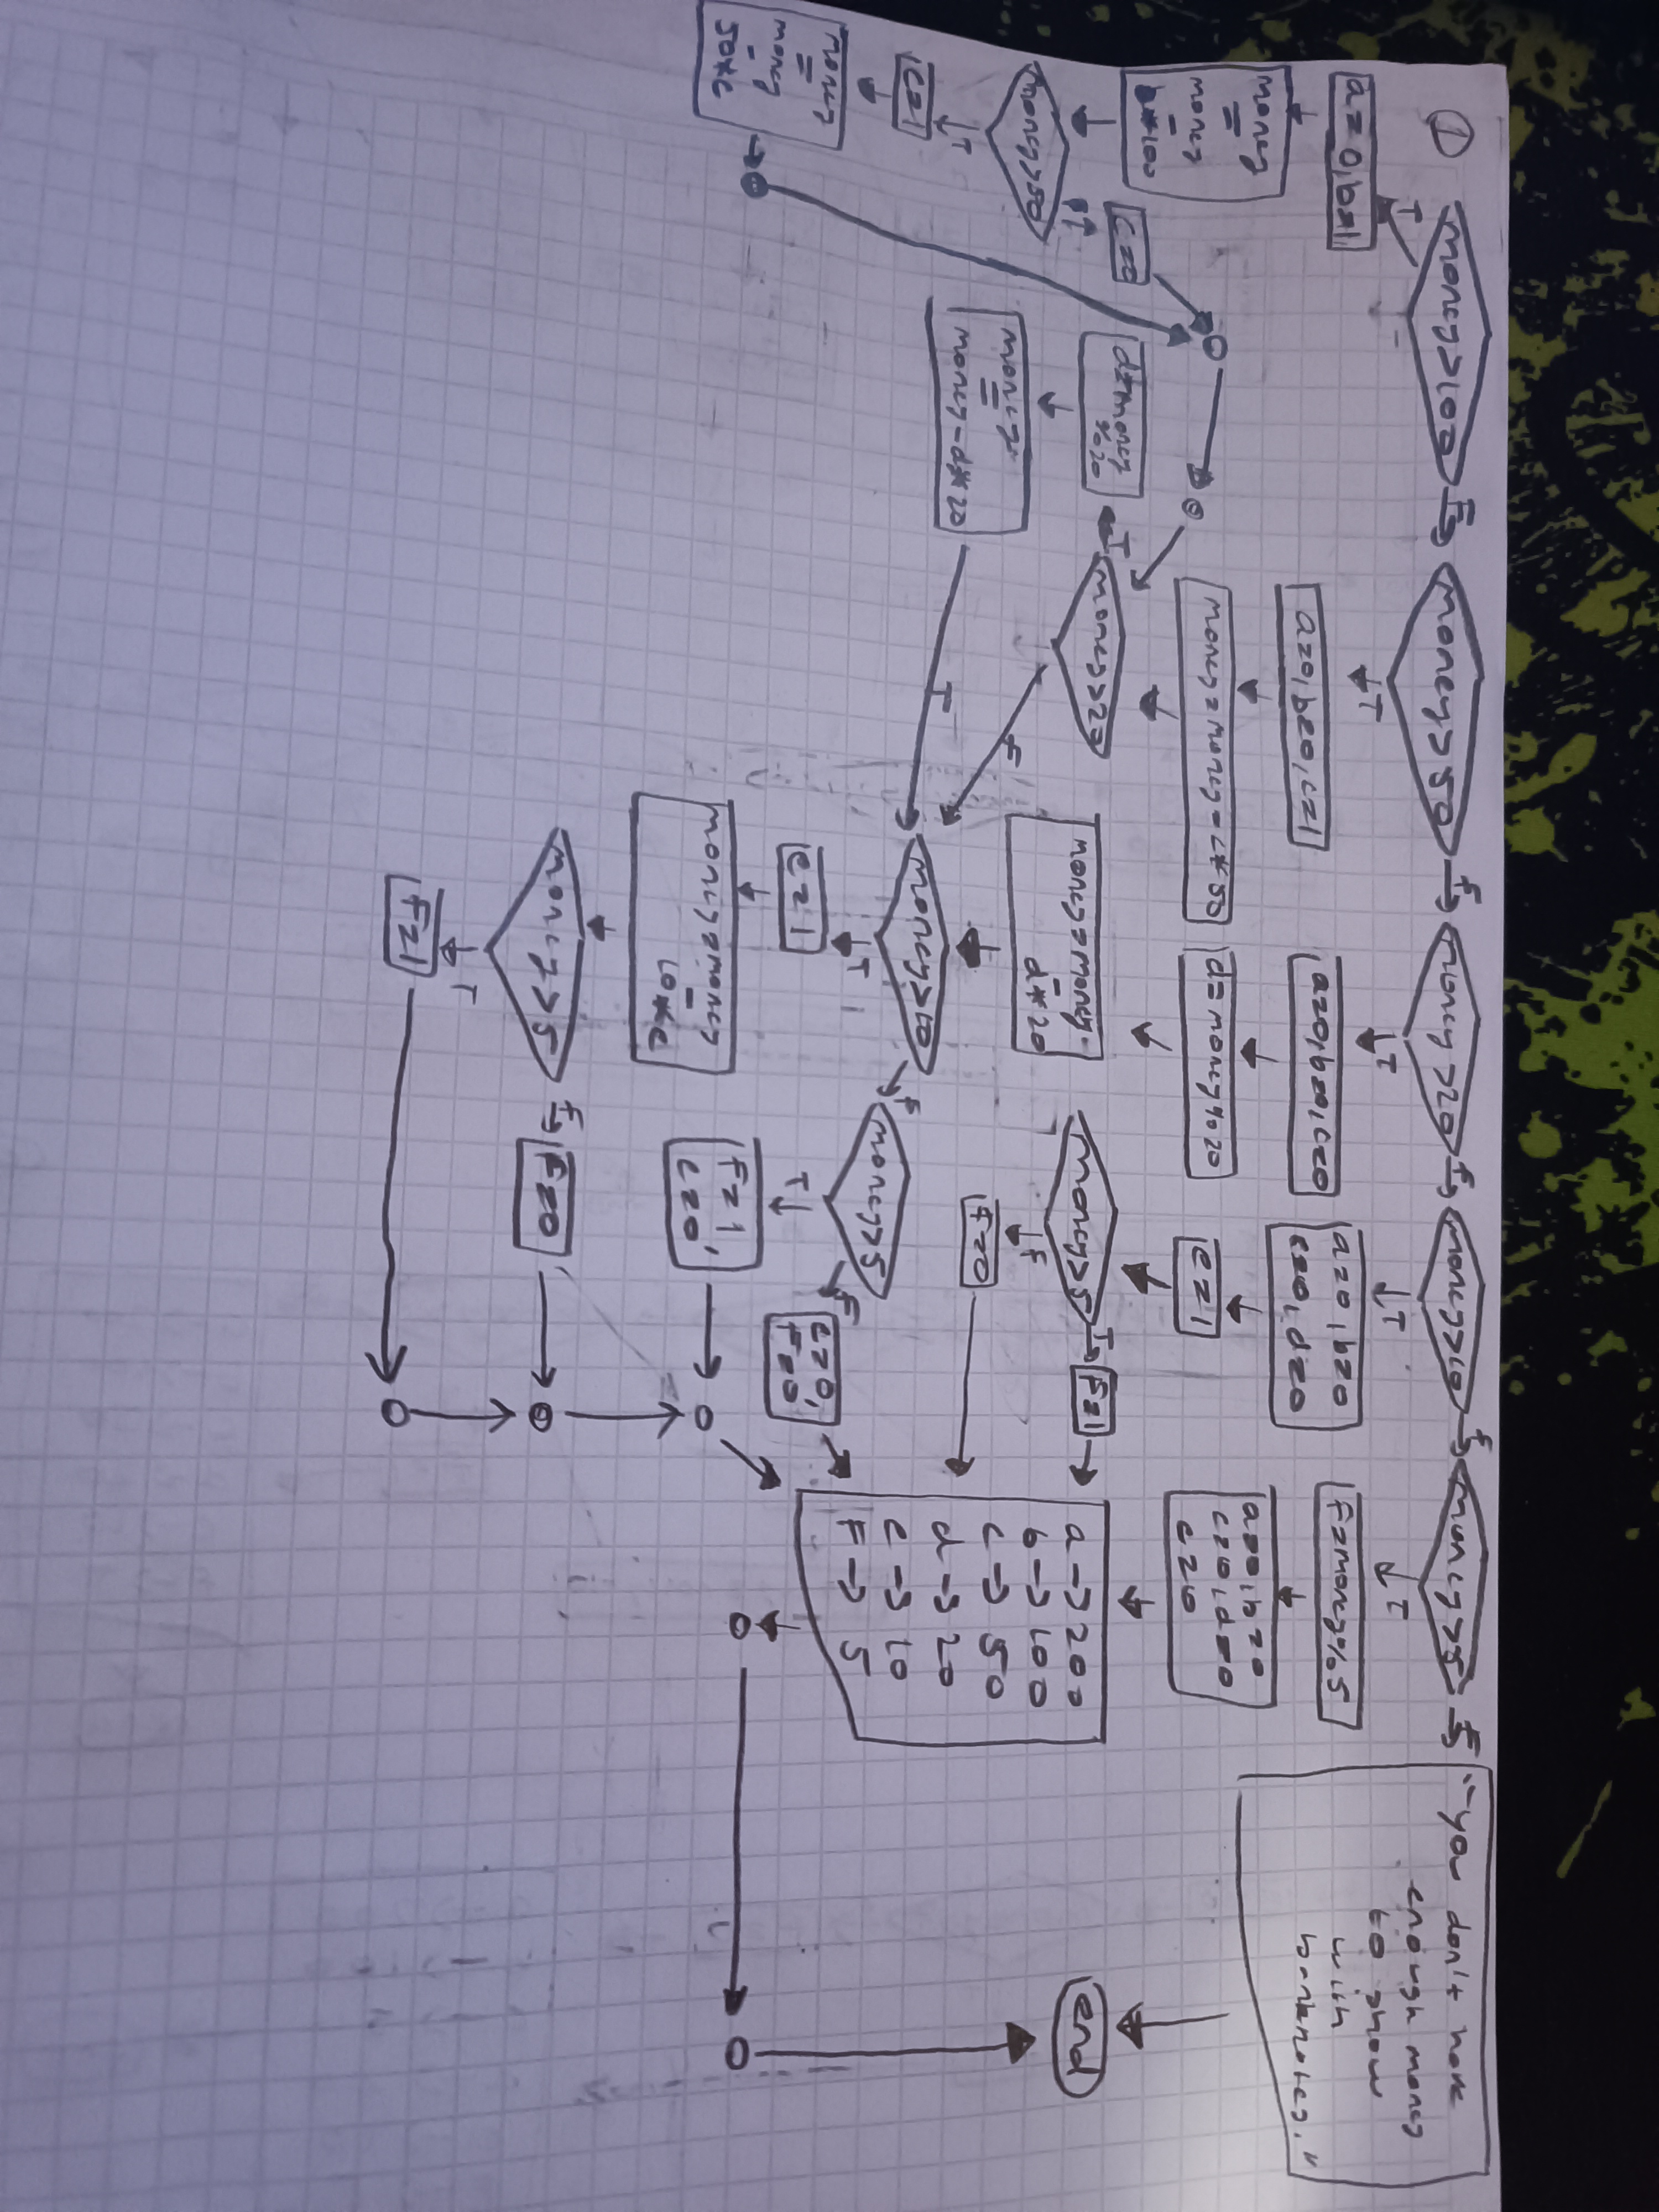 ①
money>100
F
money>50
F
money>20
F
money>10
F
money>5
F
"you don't have
enough money
to show
with
banknotes."
T
a=0,b=1
money
=
money
-
b*100
money>50
T
c=1
money
=
money
-
50*c
F
c=0
T
a=0,b=0,c=1
money=money-c*50
money>20
T
d=money
%20
money
=
money-d*20
T
F
T
a=0,b=0,c=0
d=money%20
money=money
-
d*20
money>10
T
e=1
money=money
-
10*e
money>5
T
F=1
F
F=0
F
money>5
T
F=1,
e=0
F
e=0,
F=0
T
a=0,b=0
c=0,d=0
e=1
money>5
T
F=1
F
F=0
T
F=money%5
a=0,b=0
c=0,d=0
e=0
a→200
b→100
c→50
d→20
e→10
F→5
end